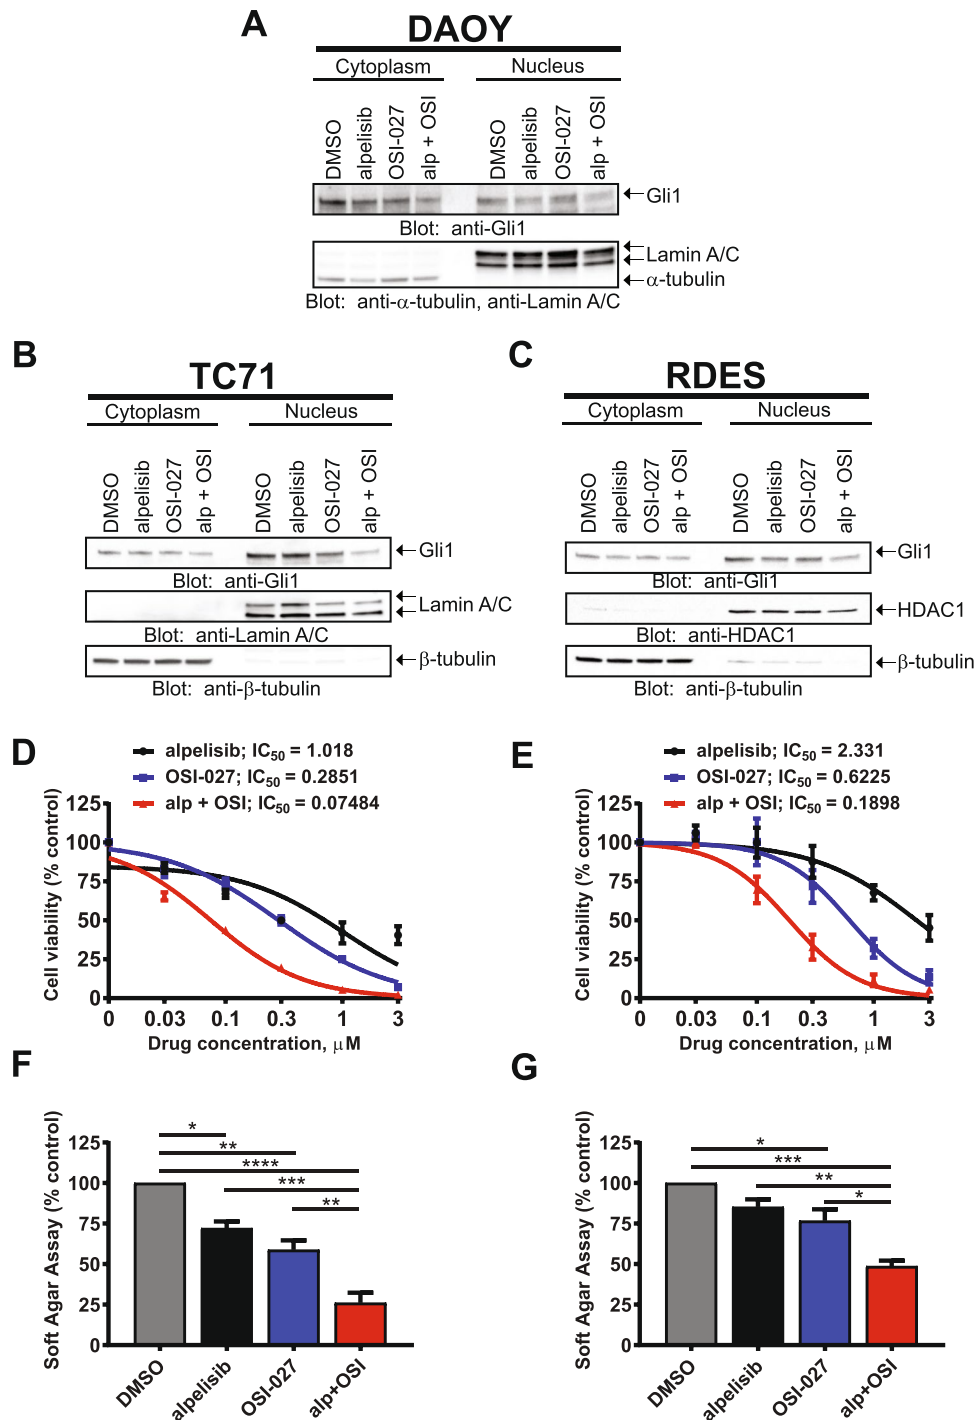 A
DAOY
Cytoplasm Nucleus
DMSO alpelisib OSI-027 alp + OSI DMSO alpelisib OSI-027 alp + OSI
Gli1
Blot: anti-Gli1
Lamin A/C
α-tubulin
Blot: anti-α-tubulin, anti-Lamin A/C
B
TC71
Cytoplasm Nucleus
DMSO alpelisib OSI-027 alp + OSI DMSO alpelisib OSI-027 alp + OSI
Gli1
Blot: anti-Gli1
Lamin A/C
Blot: anti-Lamin A/C
β-tubulin
Blot: anti-β-tubulin
C
RDES
Cytoplasm Nucleus
DMSO alpelisib OSI-027 alp + OSI DMSO alpelisib OSI-027 alp + OSI
Gli1
Blot: anti-Gli1
HDAC1
Blot: anti-HDAC1
β-tubulin
Blot: anti-β-tubulin
D
alpelisib; IC50 = 1.018
OSI-027; IC50 = 0.2851
alp + OSI; IC50 = 0.07484
Cell viability (% control)
125
100
75
50
25
0
0 0.03 0.1 0.3 1 3
Drug concentration, μM
E
alpelisib; IC50 = 2.331
OSI-027; IC50 = 0.6225
alp + OSI; IC50 = 0.1898
Cell viability (% control)
125
100
75
50
25
0
0 0.03 0.1 0.3 1 3
Drug concentration, μM
F
Soft Agar Assay (% control)
125
100
75
50
25
0
*
**
****
***
**
DMSO alpelisib OSI-027 alp+OSI
G
Soft Agar Assay (% control)
125
100
75
50
25
0
*
***
**
*
DMSO alpelisib OSI-027 alp+OSI